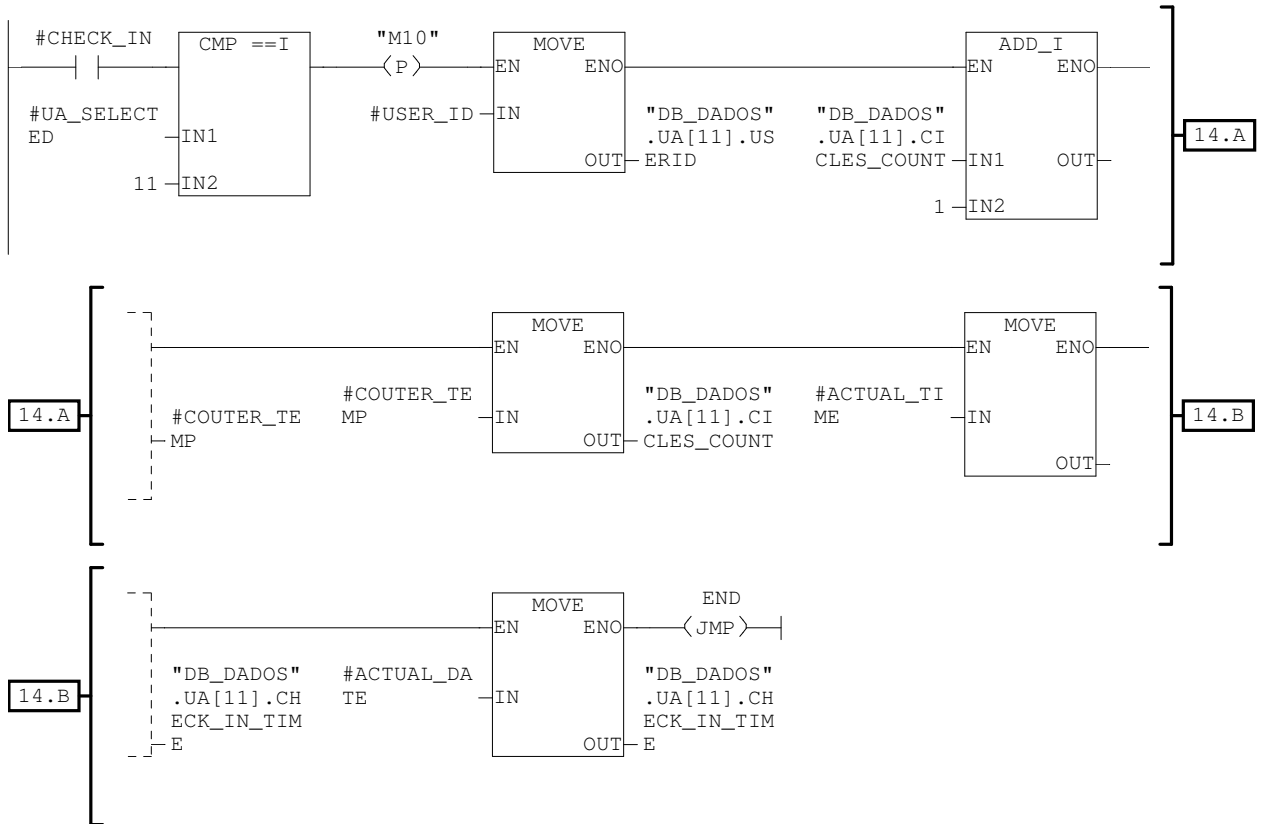 #CHECK_IN
CMP ==I
"M10"
P
MOVE
EN ENO
ADD_I
EN ENO
#UA_SELECT
ED
IN1
11
IN2
#USER_ID
IN
OUT
"DB_DADOS"
.UA[11].US
ERID
"DB_DADOS"
.UA[11].CI
CLES_COUNT
IN1
OUT
1
IN2
14.A
14.A
#COUTER_TE
MP
#COUTER_TE
MP
MOVE
EN ENO
IN
OUT
"DB_DADOS"
.UA[11].CI
CLES_COUNT
#ACTUAL_TI
ME
MOVE
EN ENO
IN
OUT
14.B
14.B
"DB_DADOS"
.UA[11].CH
ECK_IN_TIM
E
#ACTUAL_DA
TE
MOVE
EN ENO
IN
OUT
END
JMP
"DB_DADOS"
.UA[11].CH
ECK_IN_TIM
E